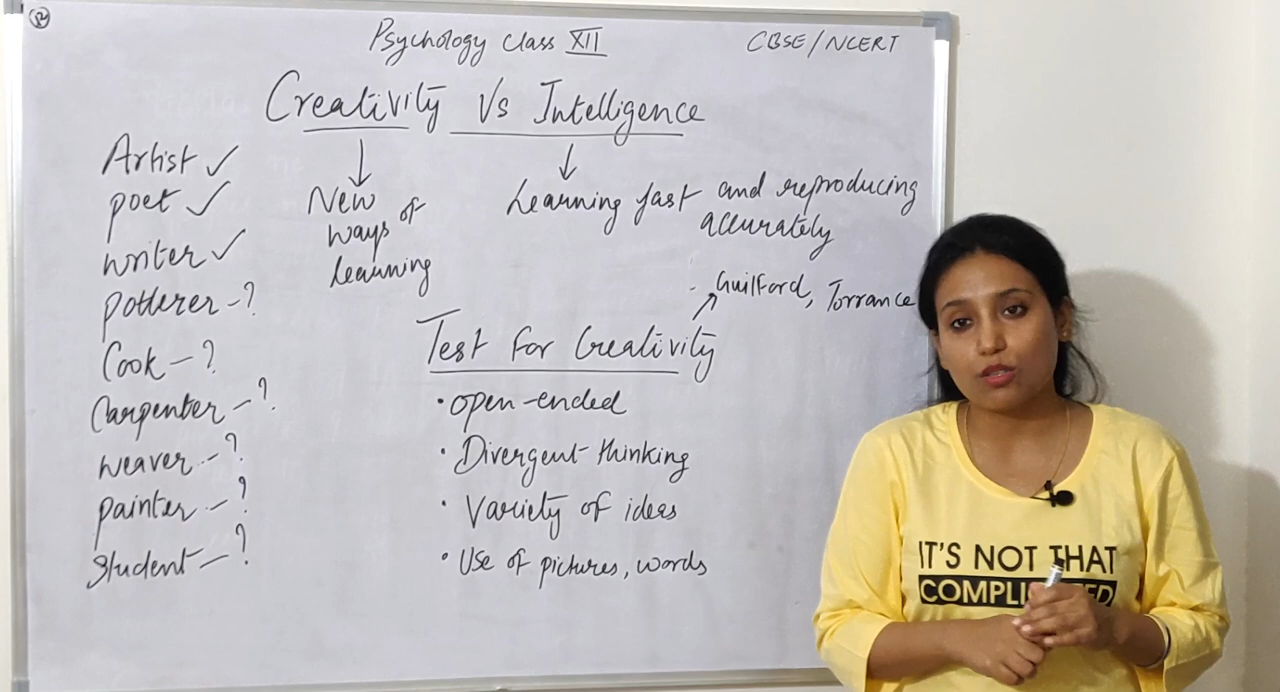 12
Psychology Class XII
CBSE/NCERT
Creativity Vs Intelligence
Artist ✓
poet ✓
writer ✓
potterer - ?
Cook - ?
Carpenter - ?
weaver - ?
painter - ?
Student - ?
New
ways of
learning
Learning fast and reproducing
accurately
Guilford, Torrance
Test for Creativity
• open-ended
• Divergent thinking
• Variety of ideas
• Use of pictures, words
IT'S NOT THAT